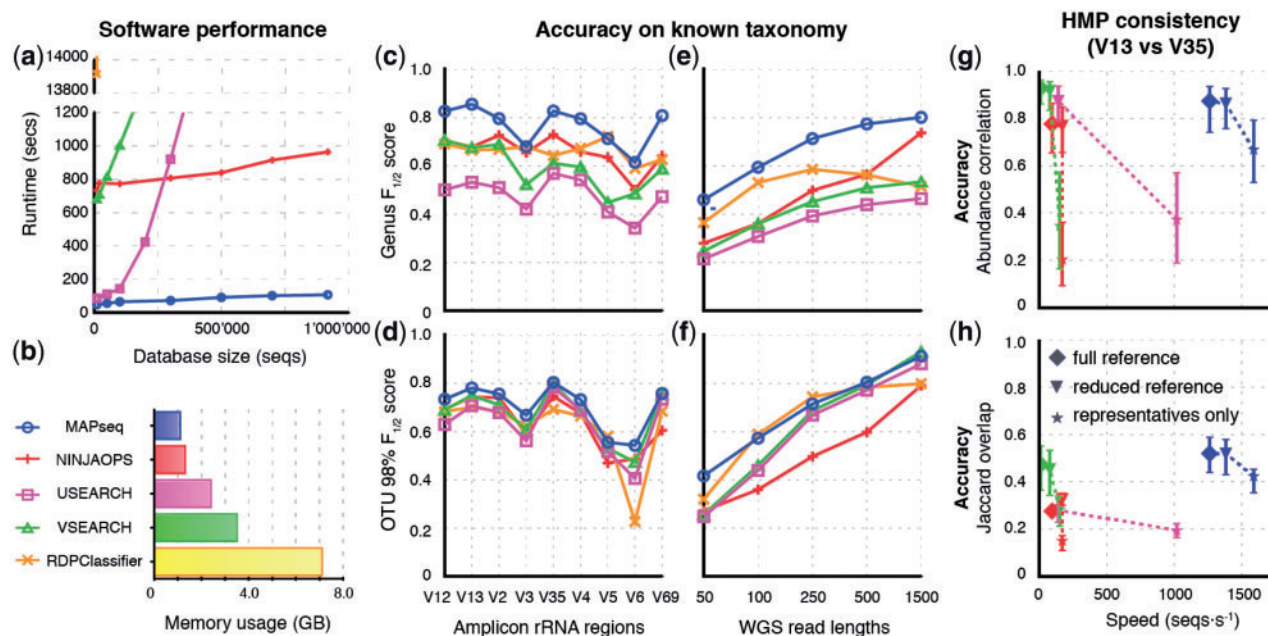 Software performance
Accuracy on known taxonomy
HMP consistency
(V13 vs V35)
(a)
14000
13800
1200
1000
800
600
400
200
0
Runtime (secs)
0
500'000
1'000'000
Database size (seqs)
(b)
MAPseq
NINJAOPS
USEARCH
VSEARCH
RDPClassifier
0
4.0
8.0
Memory usage (GB)
(c)
1.0
0.8
0.6
0.4
0.2
0
Genus F1/2 score
(d)
1.0
0.8
0.6
0.4
0.2
0
OTU 98% F1/2 score
V12 V13 V2 V3 V35 V4 V5 V6 V69
Amplicon rRNA regions
(e)
(f)
50 100 250 500 1500
WGS read lengths
(g)
1.0
0.8
0.6
0.4
0.2
0
Accuracy
Abundance correlation
(h)
1.0
0.8
0.6
0.4
0.2
0
Accuracy
Jaccard overlap
full reference
reduced reference
representatives only
0 500 1000 1500
Speed (seqs·s-1)